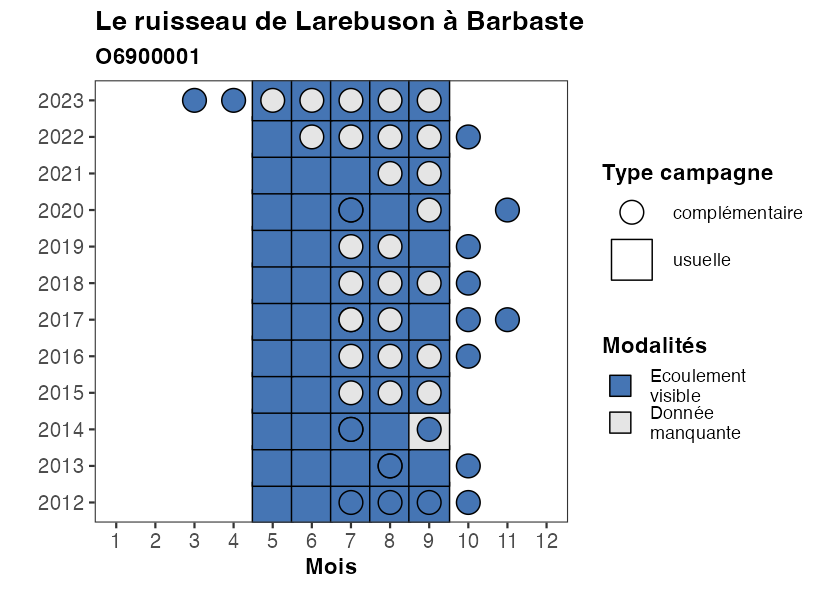 Le ruisseau de Larebuson à Barbaste
O6900001
2023
2022
2021
2020
2019
2018
2017
2016
2015
2014
2013
2012
1 2 3 4 5 6 7 8 9 10 11 12
Mois
Type campagne
complémentaire
usuelle
Modalités
Ecoulement
visible
Donnée
manquante